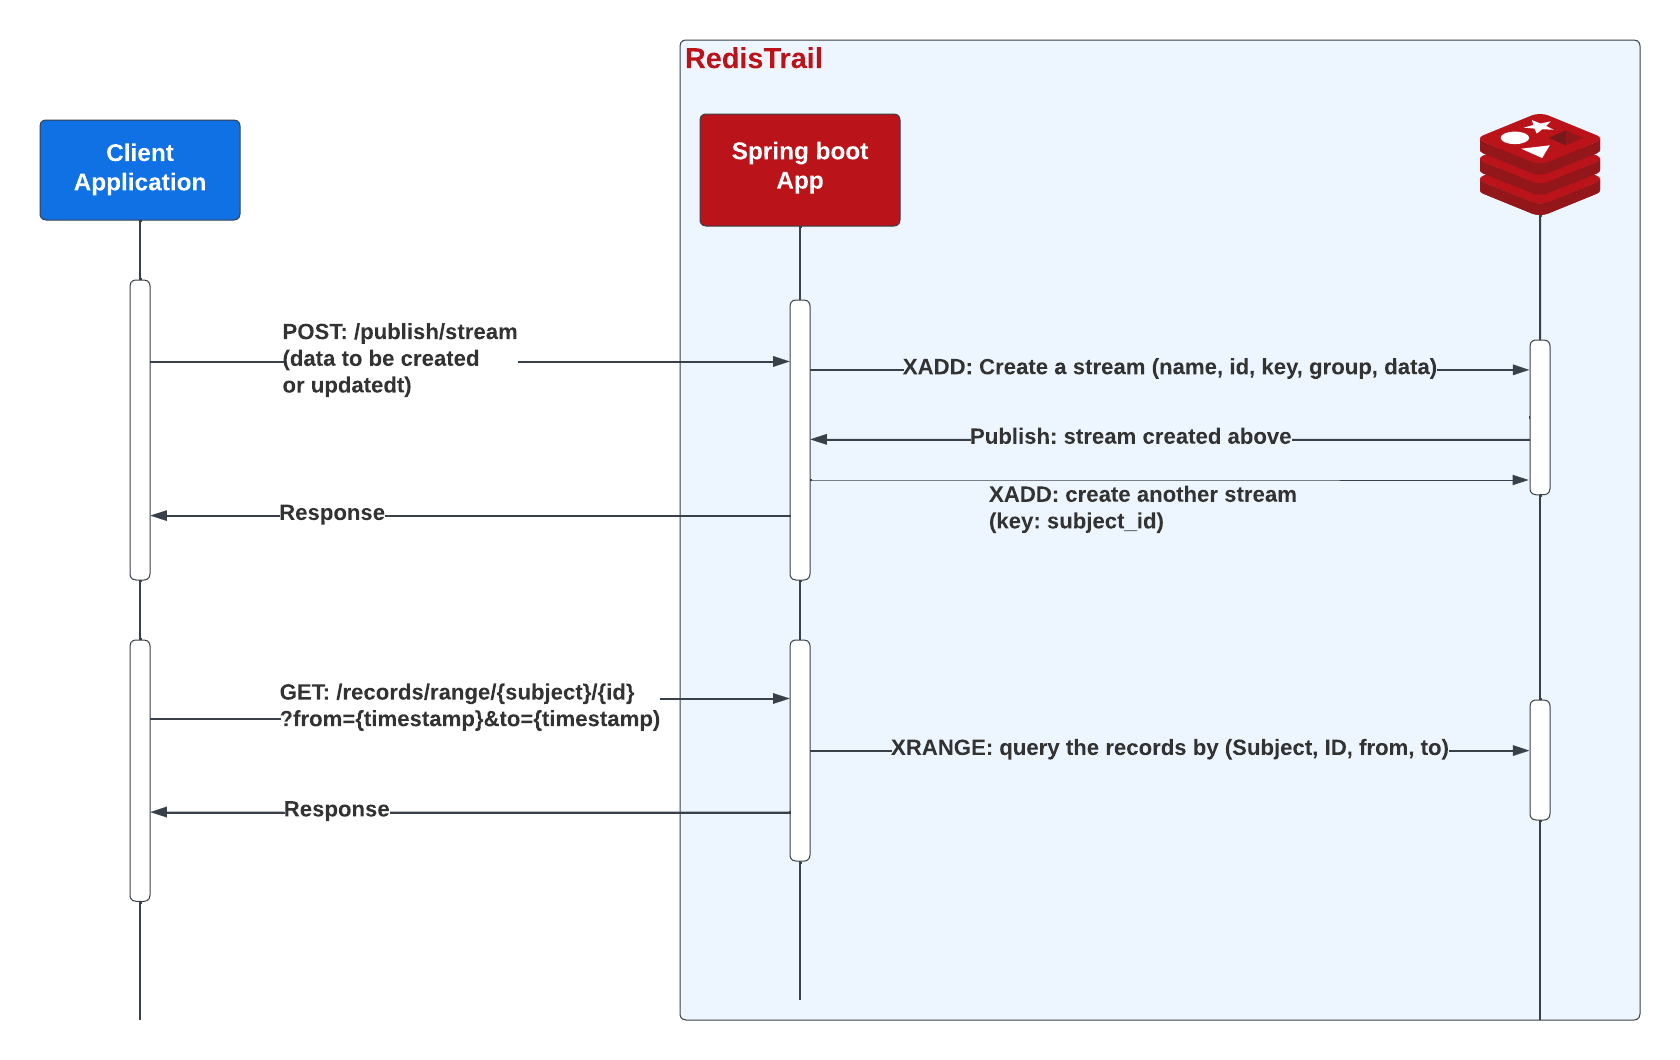 RedisTrail
Client
Application
Spring boot
App
POST: /publish/stream
(data to be created
or updatedt)
XADD: Create a stream (name, id, key, group, data)
Publish: stream created above
XADD: create another stream
(key: subject_id)
Response
GET: /records/range/{subject}/{id}
?from={timestamp}&to={timestamp)
XRANGE: query the records by (Subject, ID, from, to)
Response